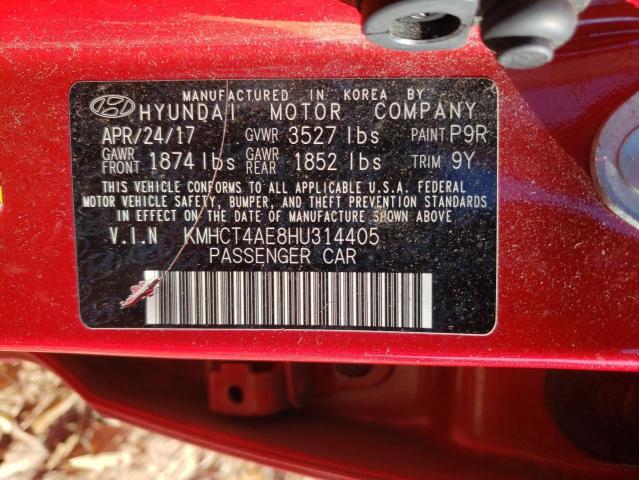 MANUFACTURED IN KOREA BY
HYUNDAI MOTOR COMPANY
APR/24/17 GVWR 3527 lbs PAINT P9R
GAWR FRONT 1874 lbs GAWR REAR 1852 lbs TRIM 9Y
THIS VEHICLE CONFORMS TO ALL APPLICABLE U.S.A. FEDERAL
MOTOR VEHICLE SAFETY, BUMPER, AND THEFT PREVENTION STANDARDS
IN EFFECT ON THE DATE OF MANUFACTURE SHOWN ABOVE
V.I.N KMHCT4AE8HU314405
PASSENGER CAR